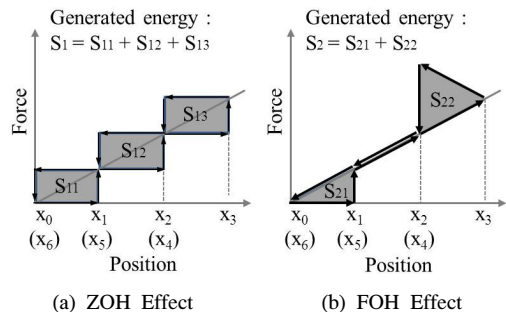 Generated energy :
S₁ = S₁₁ + S₁₂ + S₁₃
Force
S₁₁
S₁₂
S₁₃
x₀
(x₆)
x₁
(x₅)
x₂
(x₄)
x₃
Position
(a) ZOH Effect
Generated energy :
S₂ = S₂₁ + S₂₂
Force
S₂₁
S₂₂
x₀
(x₆)
x₁
(x₅)
x₂
(x₄)
x₃
Position
(b) FOH Effect